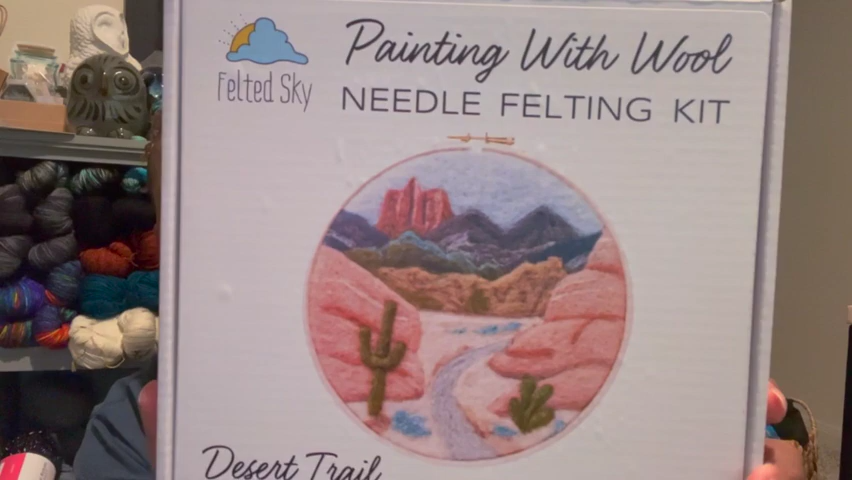 Felted Sky
Painting With Wool
NEEDLE FELTING KIT
Desert Trail